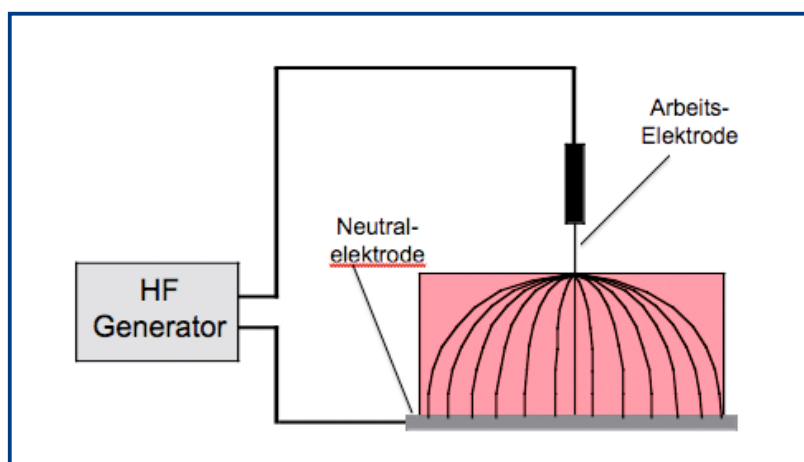 Arbeits-
Elektrode
Neutral-
elektrode
HF
Generator